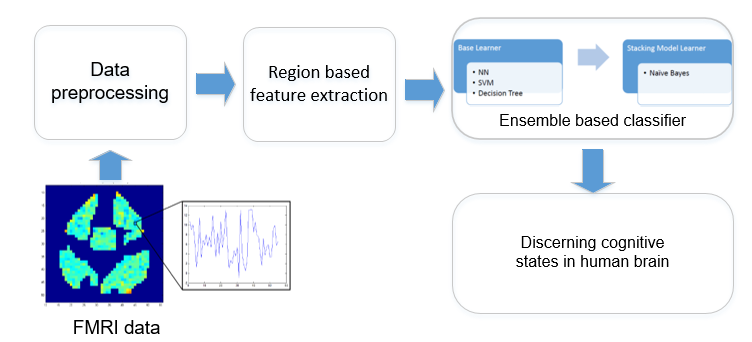 Data
preprocessing
Region based
feature extraction
Base Learner
• NN
• SVM
• Decision Tree
Stacking Model Learner
• Naïve Bayes
Ensemble based classifier
Discerning cognitive
states in human brain
FMRI data